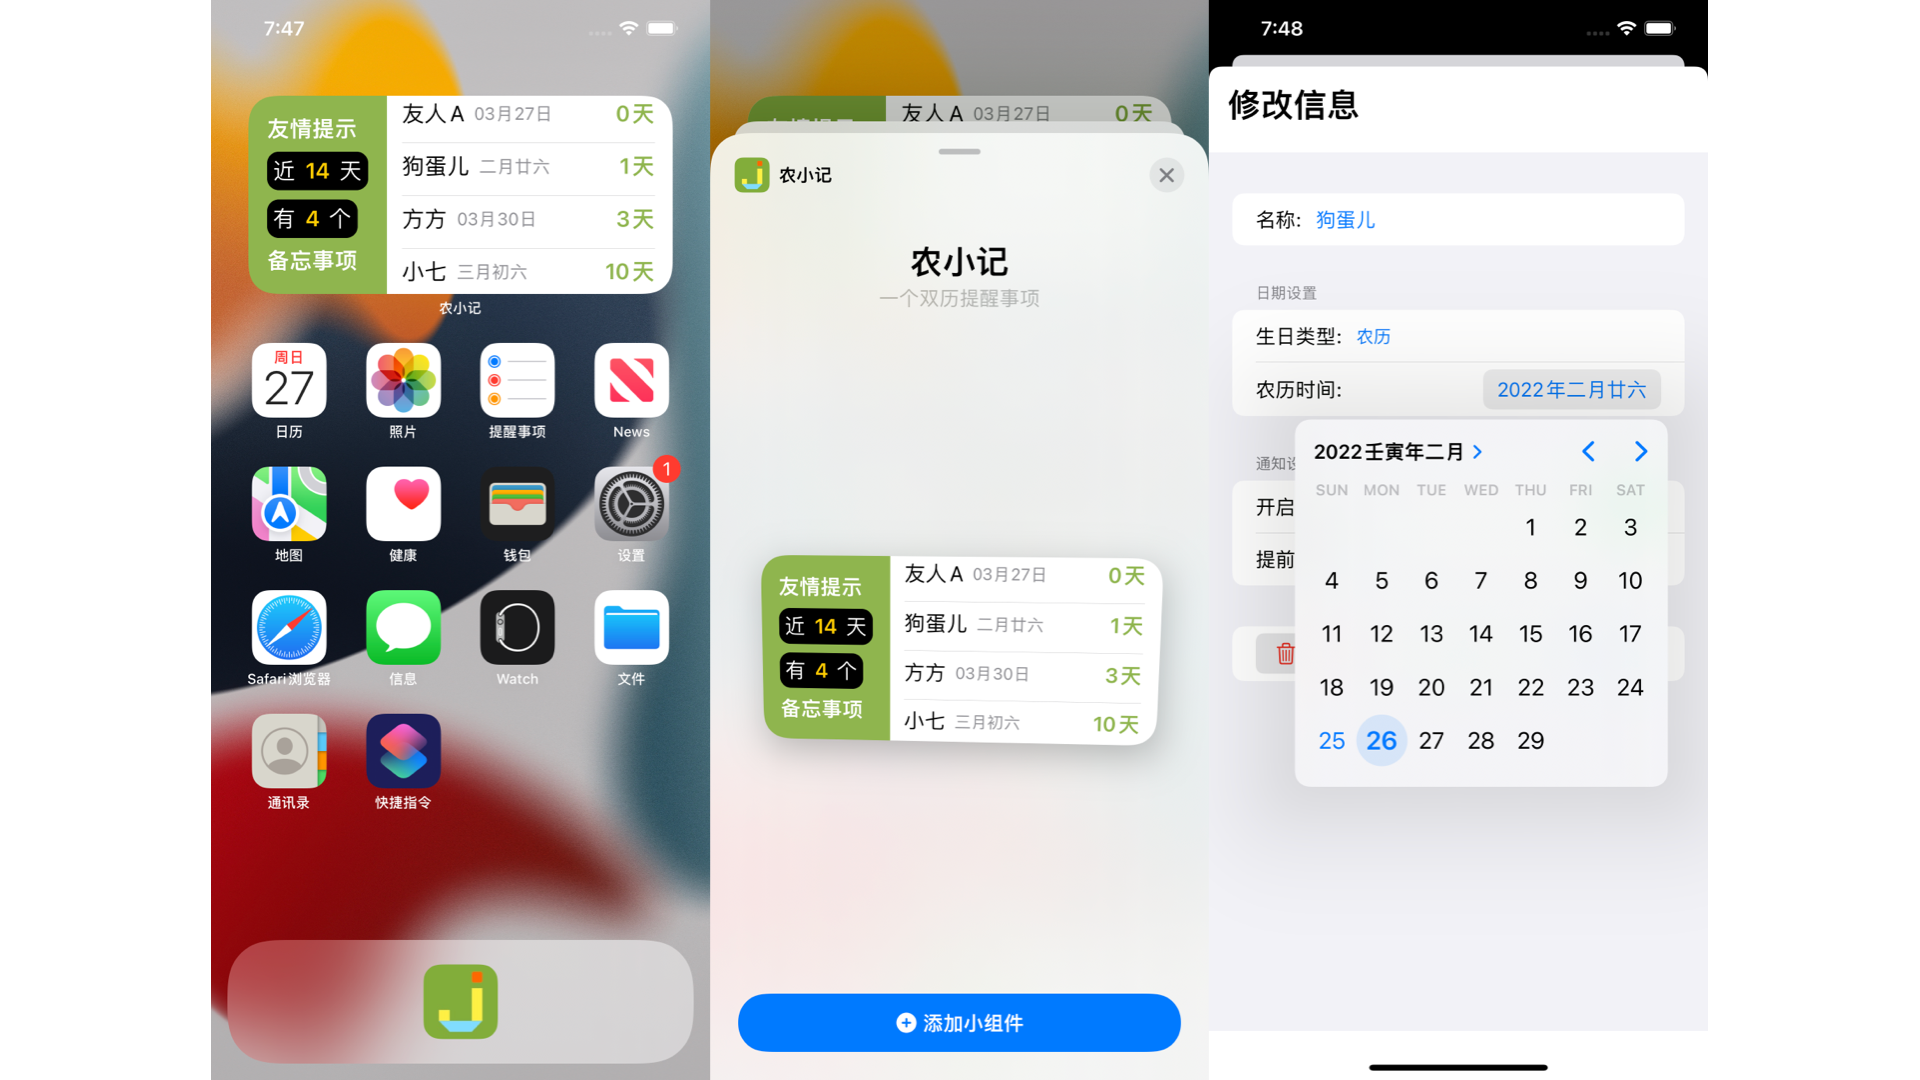 7:47
友情提示
近 14 天
有 4 个
备忘事项
友人A 03月27日 0天
狗蛋儿 二月廿六 1天
方方 03月30日 3天
小七 三月初六 10天
农小记
周日
27
日历
照片
提醒事项
News
地图
健康
钱包
1
设置
Safari浏览器
信息
Watch
文件
通讯录
快捷指令
友人A 03月27日 0天
农小记
农小记
一个双历提醒事项
友情提示
近 14 天
有 4 个
备忘事项
友人A 03月27日 0天
狗蛋儿 二月廿六 1天
方方 03月30日 3天
小七 三月初六 10天
添加小组件
7:48
修改信息
名称: 狗蛋儿
日期设置
生日类型: 农历
农历时间: 2022年二月廿六
通知设
开启
提前
2022壬寅年二月
SUN MON TUE WED THU FRI SAT
1 2 3
4 5 6 7 8 9 10
11 12 13 14 15 16 17
18 19 20 21 22 23 24
25 26 27 28 29